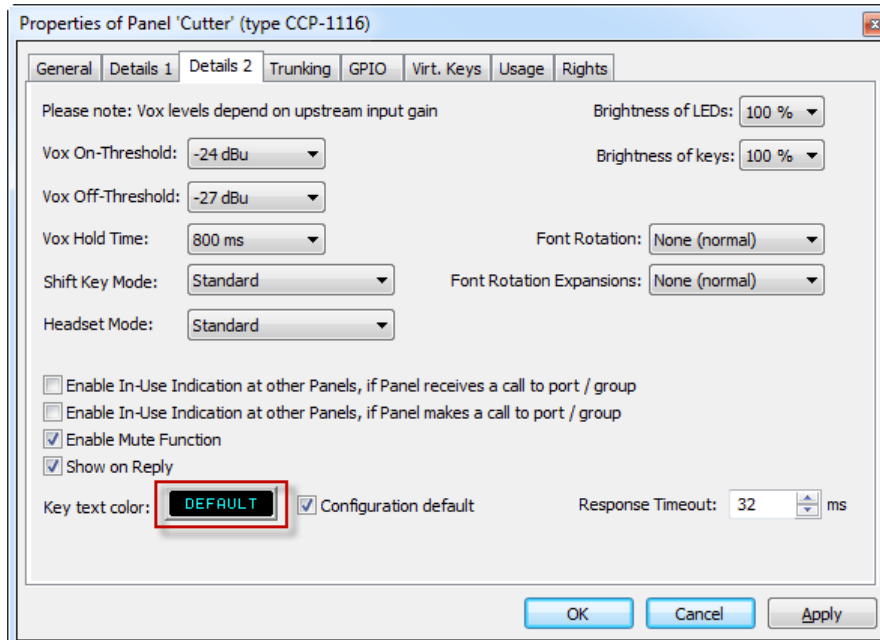 Properties of Panel 'Cutter' (type CCP-1116)
General Details 1 Details 2 Trunking GPIO Virt. Keys Usage Rights
Please note: Vox levels depend on upstream input gain
Brightness of LEDs: 100 %
Vox On-Threshold: -24 dBu
Brightness of keys: 100 %
Vox Off-Threshold: -27 dBu
Vox Hold Time: 800 ms
Font Rotation: None (normal)
Shift Key Mode: Standard
Font Rotation Expansions: None (normal)
Headset Mode: Standard
Enable In-Use Indication at other Panels, if Panel receives a call to port / group
Enable In-Use Indication at other Panels, if Panel makes a call to port / group
Enable Mute Function
Show on Reply
Key text color: DEFAULT Configuration default Response Timeout: 32 ms
OK Cancel Apply